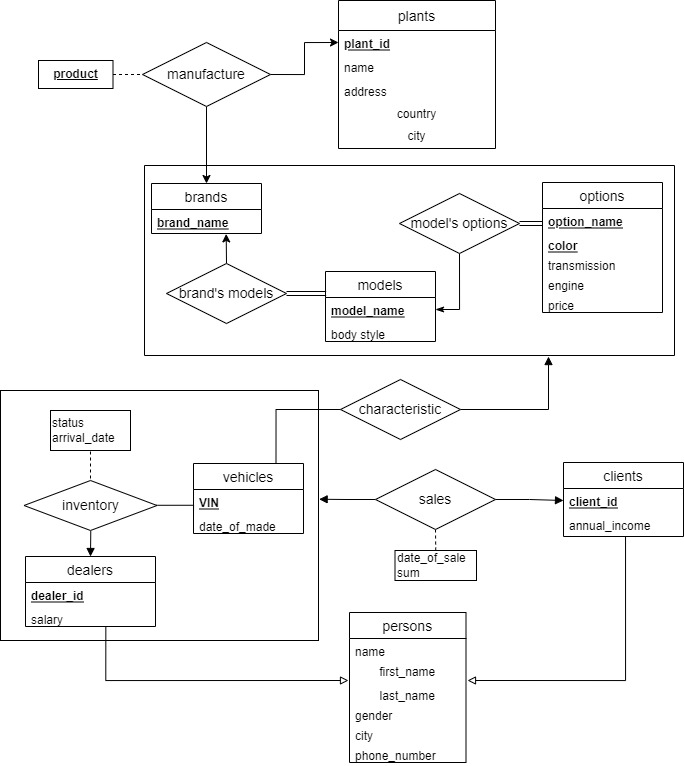 plants
plant_id
name
address
country
city
product
manufacture
brands
brand_name
model's options
options
option_name
color
transmission
engine
price
brand's models
models
model_name
body style
characteristic
status
arrival_date
inventory
vehicles
VIN
date_of_made
dealers
dealer_id
salary
sales
date_of_sale
sum
clients
client_id
annual_income
persons
name
first_name
last_name
gender
city
phone_number